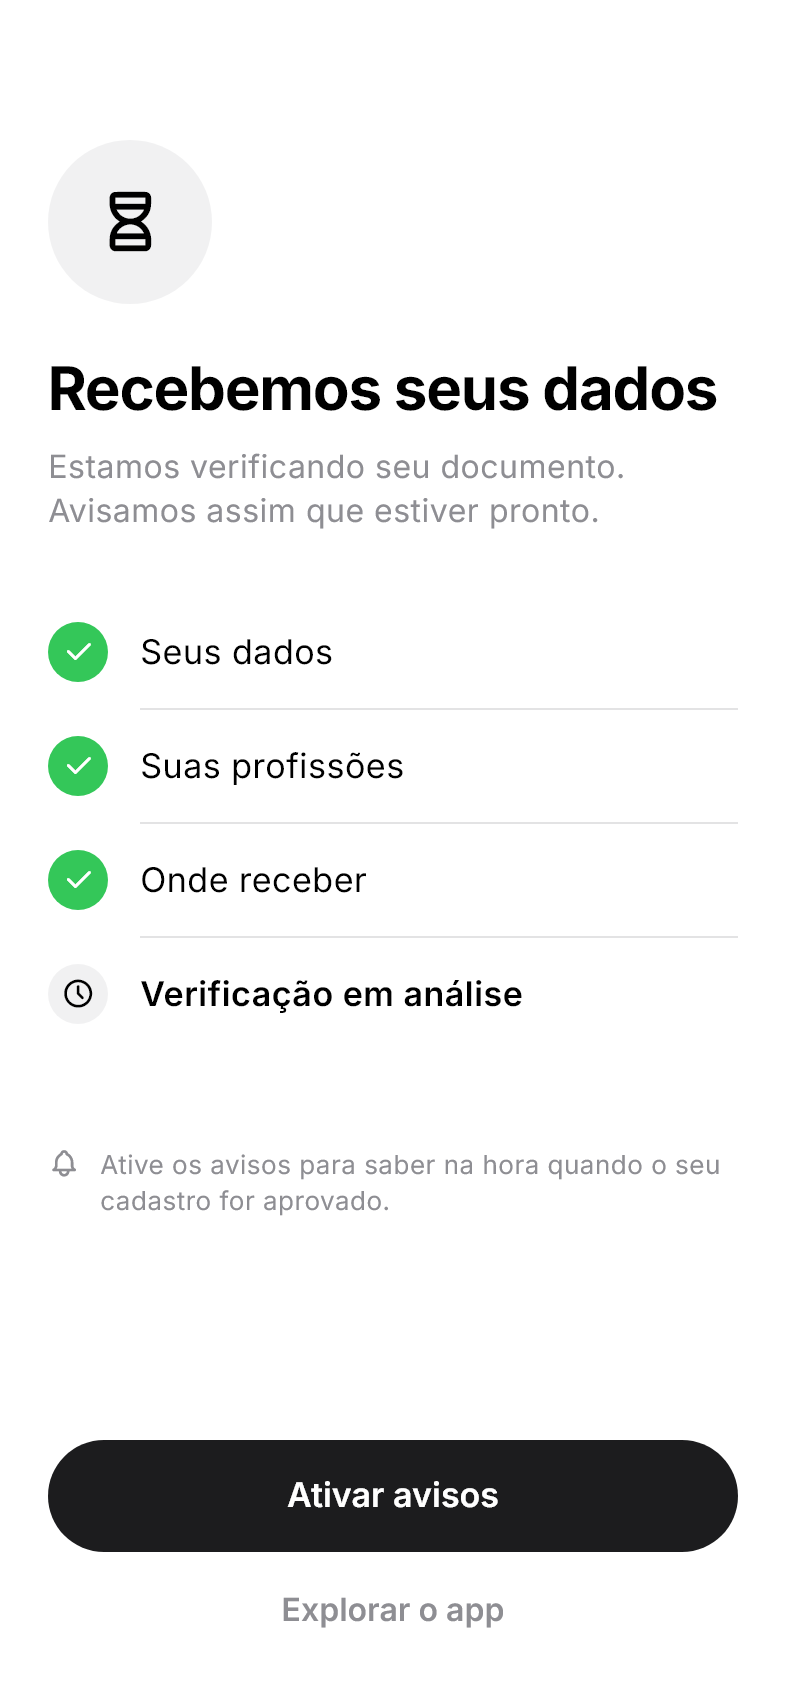 Recebemos seus dados
Estamos verificando seu documento.
Avisamos assim que estiver pronto.
Seus dados
Suas profissões
Onde receber
Verificação em análise
Ative os avisos para saber na hora quando o seu
cadastro for aprovado.
Ativar avisos
Explorar o app